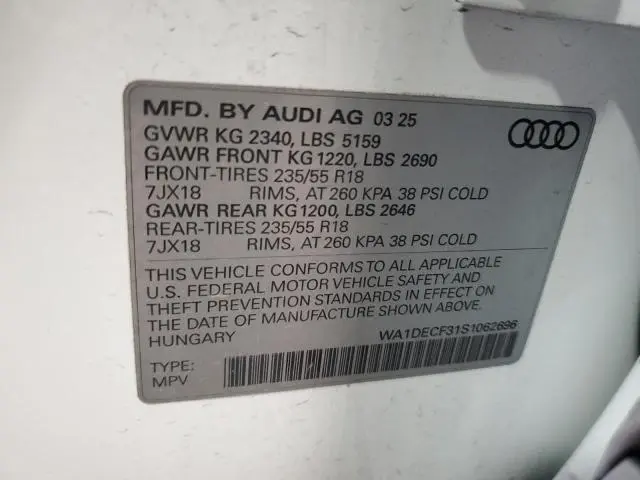 MFD. BY AUDI AG 03 25
GVWR KG 2340, LBS 5159
GAWR FRONT KG 1220, LBS 2690
FRONT-TIRES 235/55 R18
7JX18 RIMS, AT 260 KPA 38 PSI COLD
GAWR REAR KG 1200, LBS 2646
REAR-TIRES 235/55 R18
7JX18 RIMS, AT 260 KPA 38 PSI COLD
THIS VEHICLE CONFORMS TO ALL APPLICABLE
U.S. FEDERAL MOTOR VEHICLE SAFETY AND
THEFT PREVENTION STANDARDS IN EFFECT ON
THE DATE OF MANUFACTURE SHOWN ABOVE.
HUNGARY
WA1DECF31S1062696
TYPE:
MPV